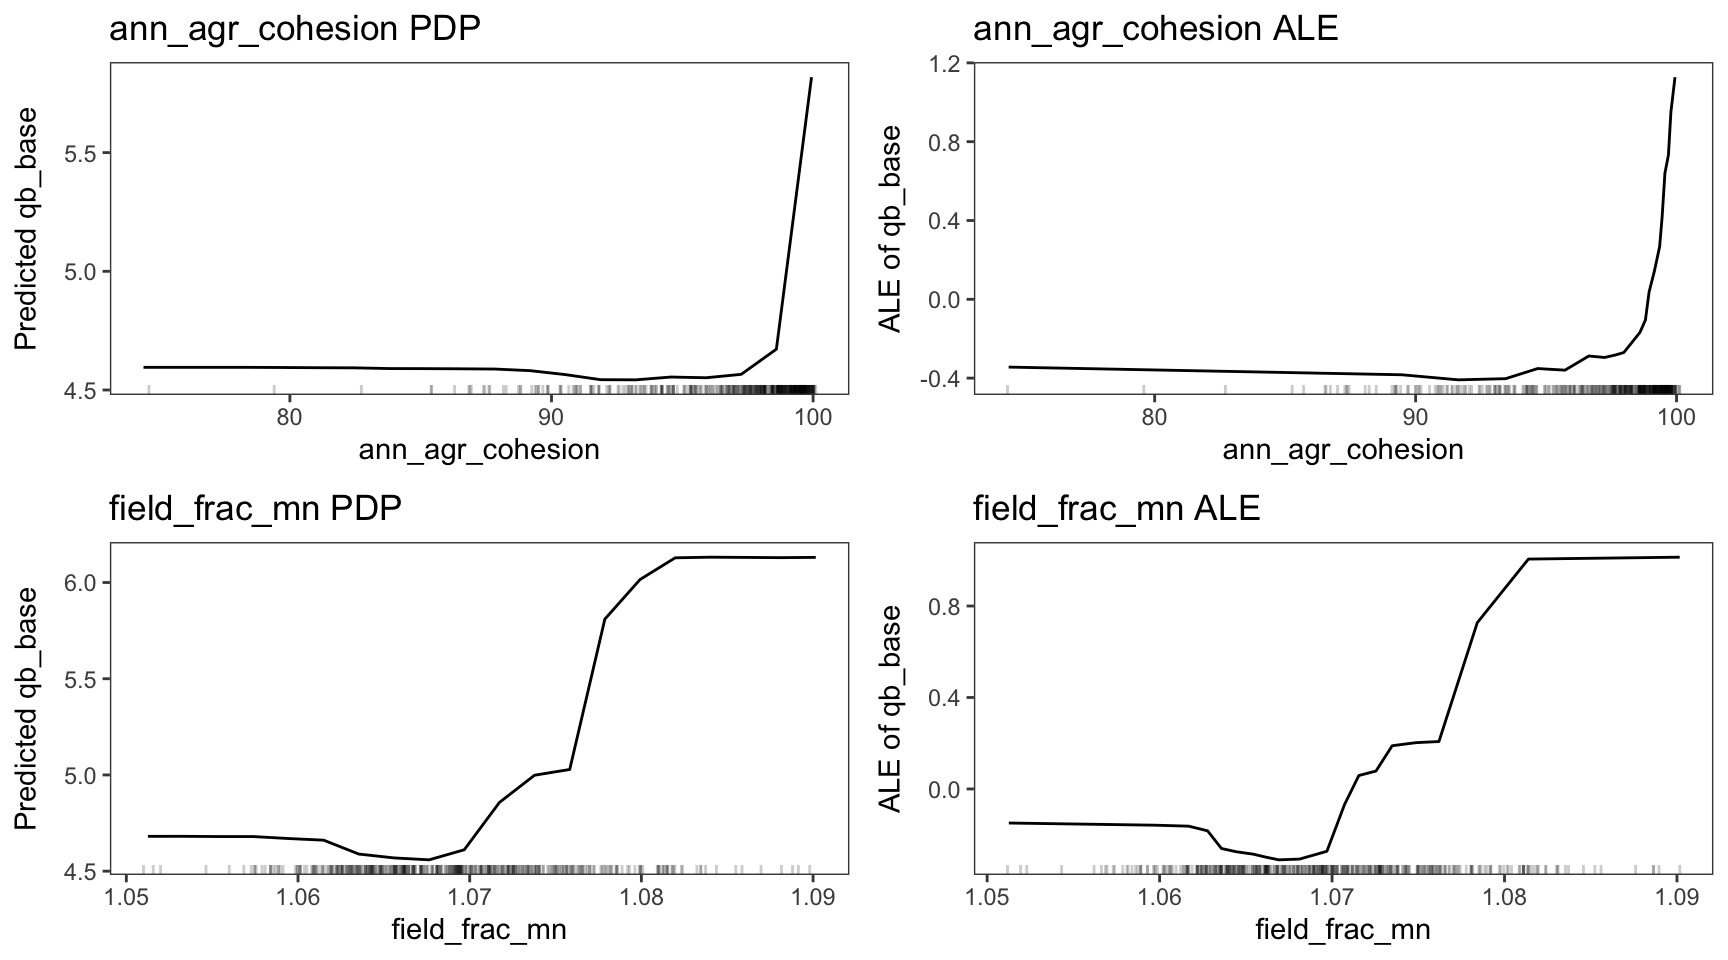 ann_agr_cohesion PDP
Predicted qb_base
5.5
5.0
4.5
80 90 100
ann_agr_cohesion
ann_agr_cohesion ALE
ALE of qb_base
1.2
0.8
0.4
0.0
-0.4
80 90 100
ann_agr_cohesion
field_frac_mn PDP
Predicted qb_base
6.0
5.5
5.0
4.5
1.05 1.06 1.07 1.08 1.09
field_frac_mn
field_frac_mn ALE
ALE of qb_base
0.8
0.4
0.0
1.05 1.06 1.07 1.08 1.09
field_frac_mn